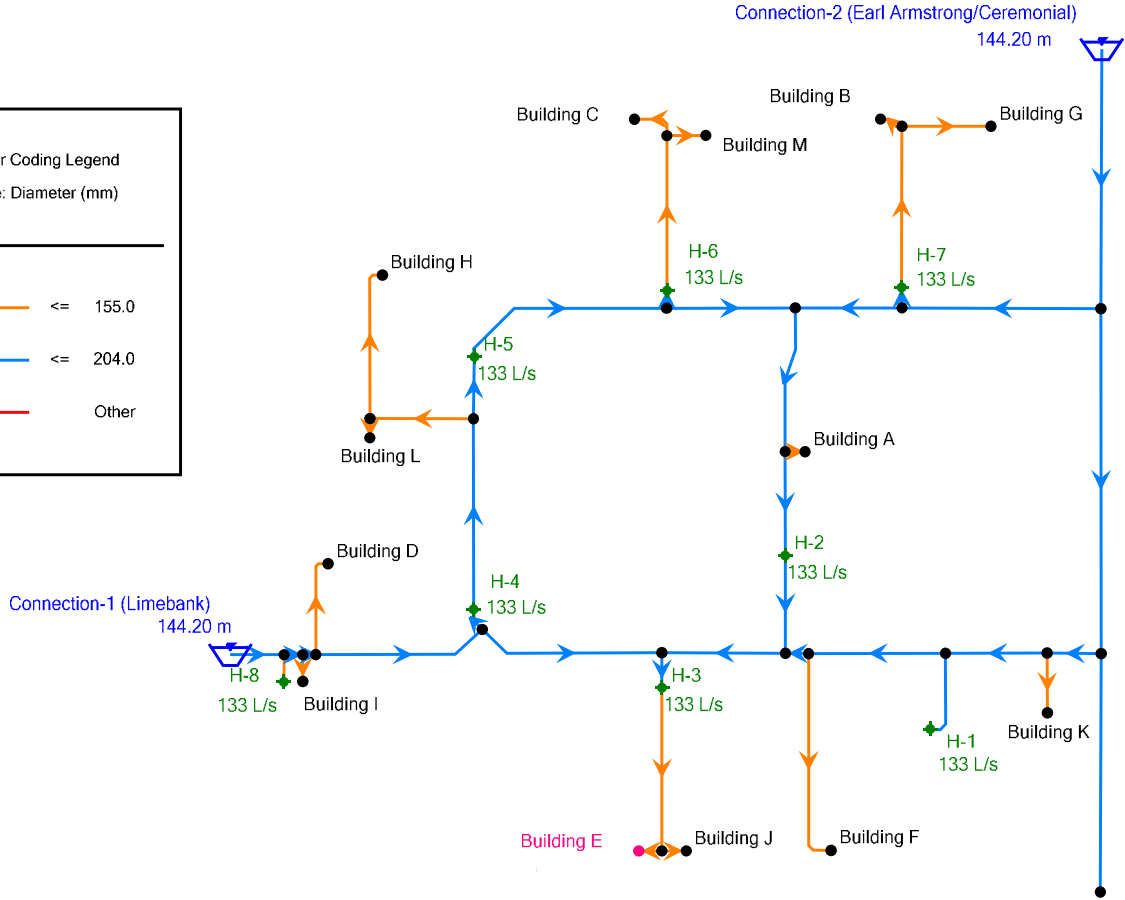 Connection-2 (Earl Armstrong/Ceremonial)
144.20 m
Building C
Building M
Building B
Building G
r Coding Legend
e: Diameter (mm)
<= 155.0
<= 204.0
Other
H-6
133 L/s
H-7
133 L/s
Building H
H-5
133 L/s
Building L
Building A
H-2
133 L/s
Building D
H-4
133 L/s
Connection-1 (Limebank)
144.20 m
H-8
133 L/s
Building I
H-3
133 L/s
Building K
H-1
133 L/s
Building E
Building J
Building F